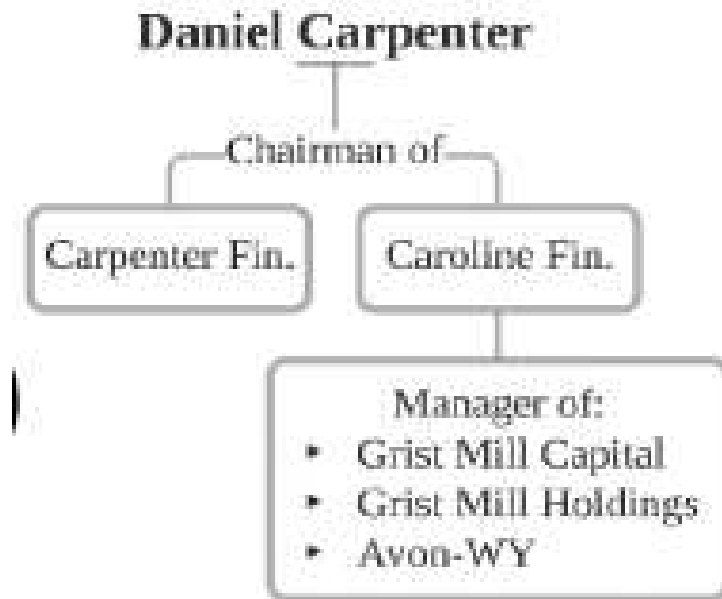 Daniel Carpenter
Chairman of
Carpenter Fin.
Caroline Fin.
Manager of:
‣ Grist Mill Capital
‣ Grist Mill Holdings
‣ Avon-WY